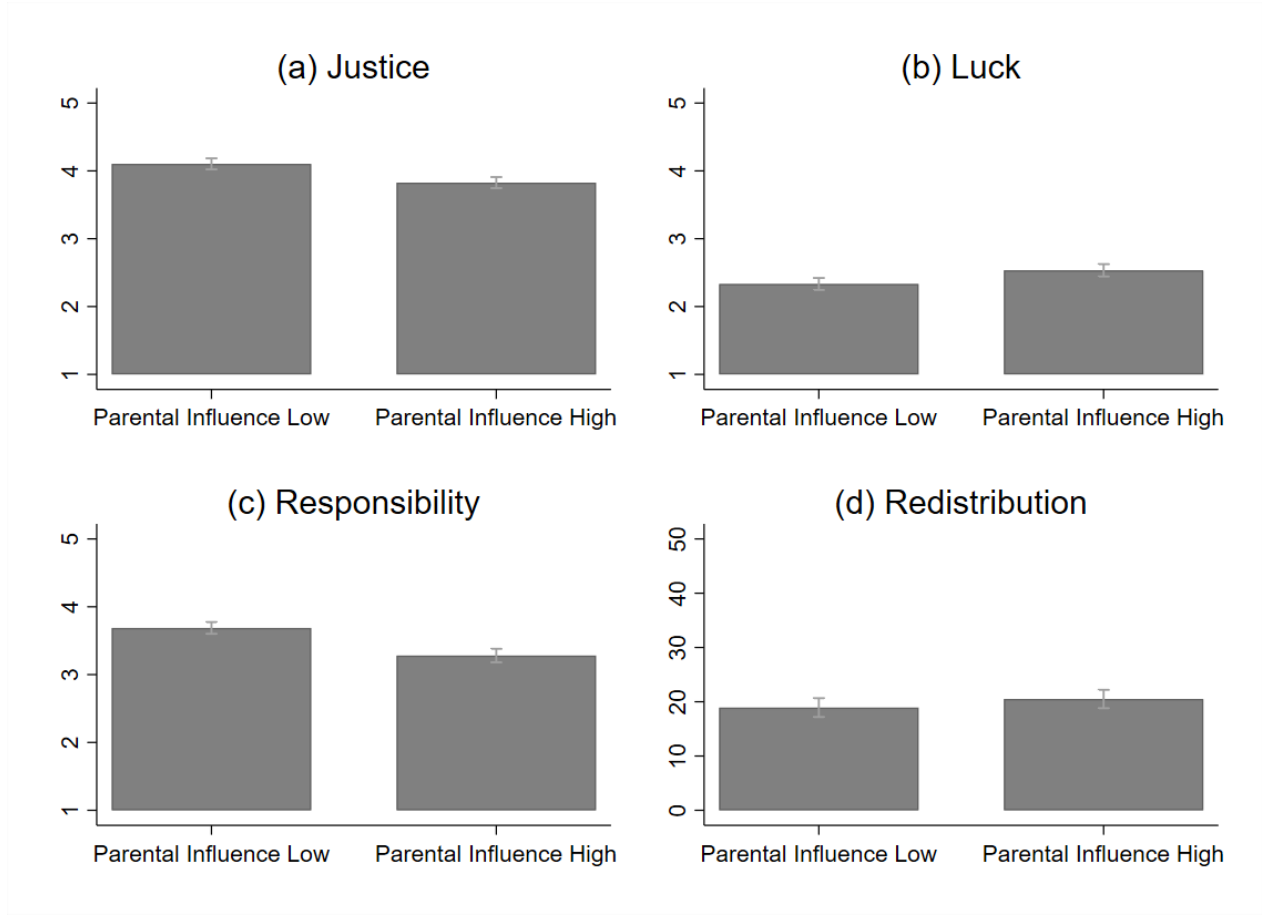 (a) Justice
5
4
3
2
1
Parental Influence Low
Parental Influence High
(b) Luck
5
4
3
2
1
Parental Influence Low
Parental Influence High
(c) Responsibility
5
4
3
2
1
Parental Influence Low
Parental Influence High
(d) Redistribution
50
40
30
20
10
0
Parental Influence Low
Parental Influence High